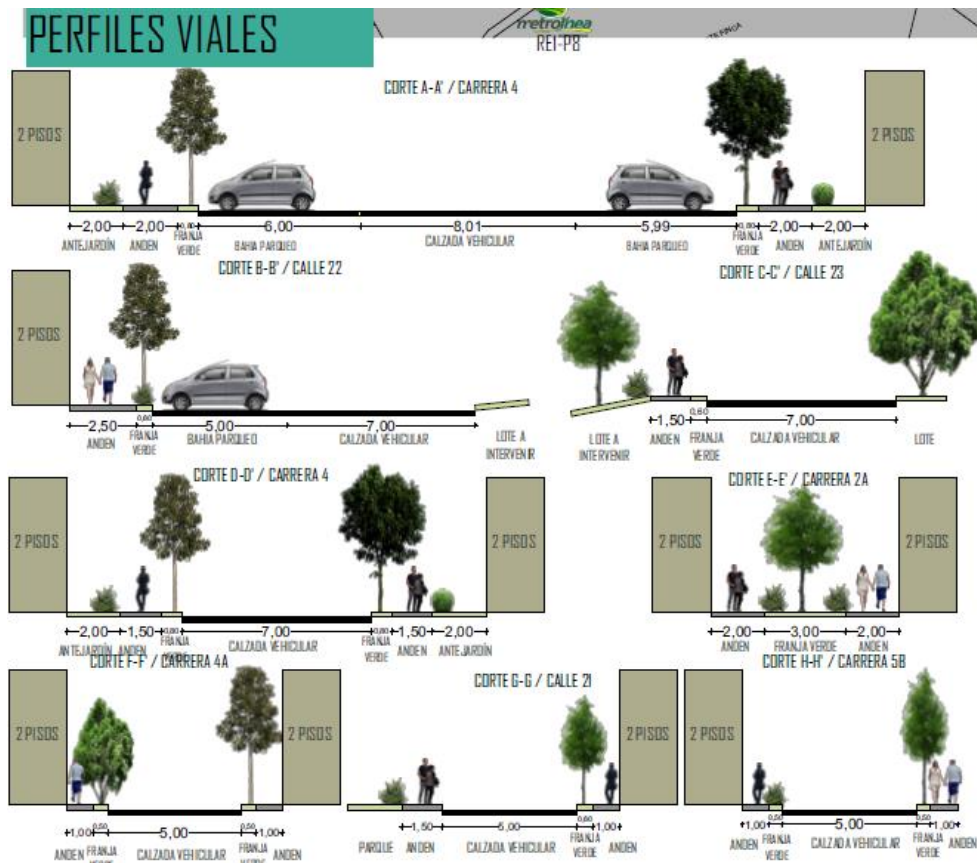 metrolinea
PERFILES VIALES
REI-P8
CORTE A-A' / CARRERA 4
2 PISOS
2 PISOS
2,00 2,00 0,80 6,00 8,01 5,99 0,80 2,00 2,00
ANTEJARDÍN ANDEN FRANJA VERDE BAHIA PARQUEO CALZADA VEHICULAR BAHIA PARQUEO FRANJA VERDE ANDEN ANTEJARDÍN
CORTE B-B' / CALLE 22
2 PISOS
2,50 0,60 5,00 7,00
ANDEN FRANJA VERDE BAHIA PARQUEO CALZADA VEHICULAR LOTE A INTERVENIR
CORTE C-C' / CALLE 23
1,50 0,60 7,00
LOTE A INTERVENIR ANDEN FRANJA VERDE CALZADA VEHICULAR LOTE
CORTE D-D' / CARRERA 4
2 PISOS
2 PISOS
2,00 1,50 0,80 7,00 0,80 1,50 2,00
ANTEJARDÍN ANDEN FRANJA VERDE CALZADA VEHICULAR FRANJA VERDE ANDEN ANTEJARDÍN
CORTE E-E' / CARRERA 2A
2 PISOS
2 PISOS
2,00 3,00 2,00
ANDEN FRANJA VERDE ANDEN
CORTE F-F' / CARRERA 4A
2 PISOS
2 PISOS
1,00 0,50 5,00 0,50 1,00
ANDEN FRANJA VERDE CALZADA VEHICULAR FRANJA VERDE ANDEN
CORTE G-G / CALLE 21
2 PISOS
1,50 5,00 0,60 1,00
PARQUE ANDEN CALZADA VEHICULAR FRANJA VERDE ANDEN
CORTE H-H' / CARRERA 5B
2 PISOS
2 PISOS
1,00 0,50 5,00 0,50 1,00
ANDEN FRANJA VERDE CALZADA VEHICULAR FRANJA VERDE ANDEN